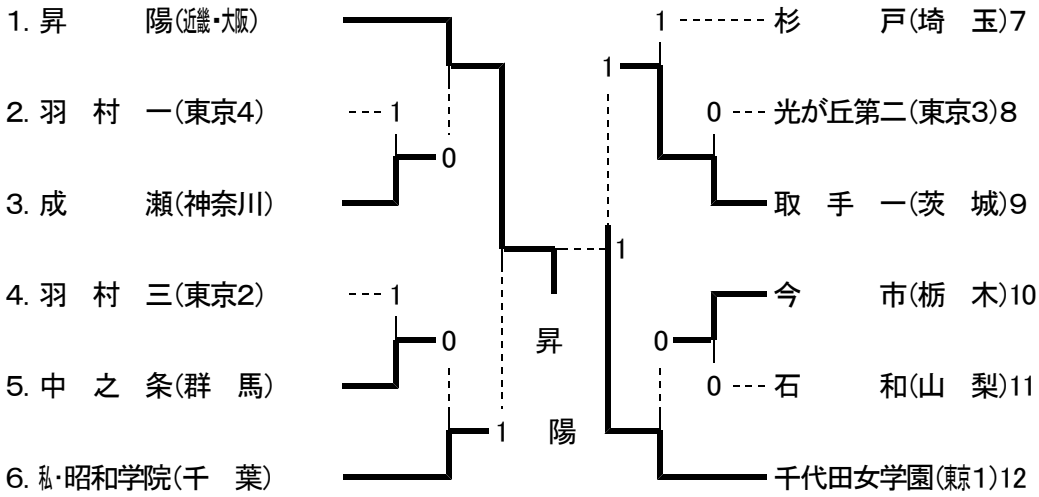 1. 昇　　　陽(近畿・大阪)
1 杉　　　戸(埼　玉)7
1
2. 羽　村　一(東京4)
1
0 光が丘第二(東京3)8
0
3. 成　　　瀬(神奈川)
取　手　一(茨　城)9
1
4. 羽　村　三(東京2)
1
今　　　市(栃　木)10
0
昇
0
5. 中　之　条(群　馬)
0 石　　　和(山　梨)11
1
陽
6. 私・昭和学院(千　葉)
千代田女学園(東京1)12